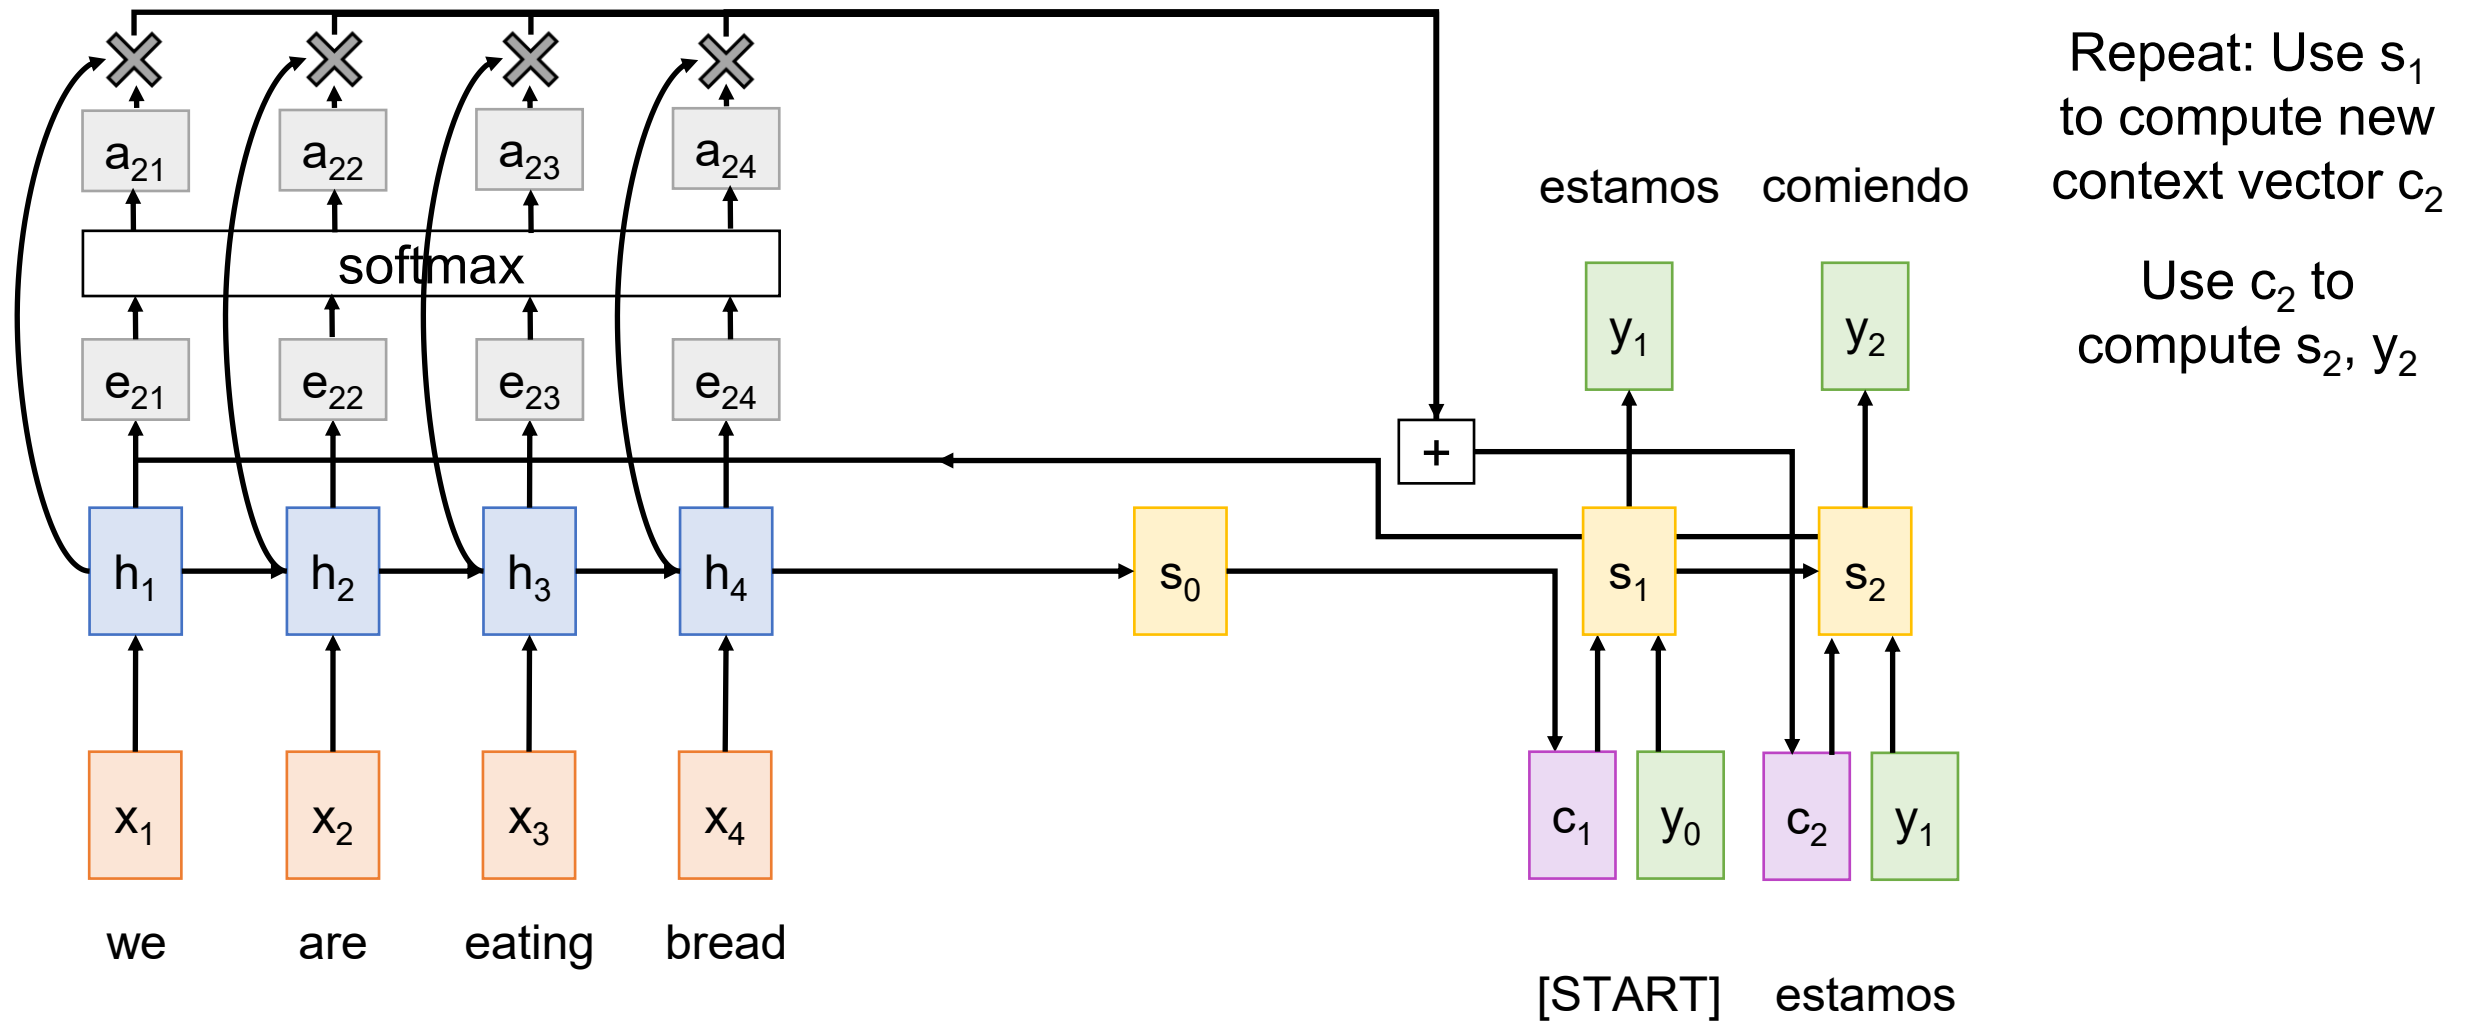 a₂₁ a₂₂ a₂₃ a₂₄
softmax
e₂₁ e₂₂ e₂₃ e₂₄
+
h₁ h₂ h₃ h₄ s₀ s₁ s₂
x₁ x₂ x₃ x₄ c₁ y₀ c₂ y₁
we are eating bread
[START] estamos
estamos comiendo
y₁ y₂
Repeat: Use s₁
to compute new
context vector c₂
Use c₂ to
compute s₂, y₂